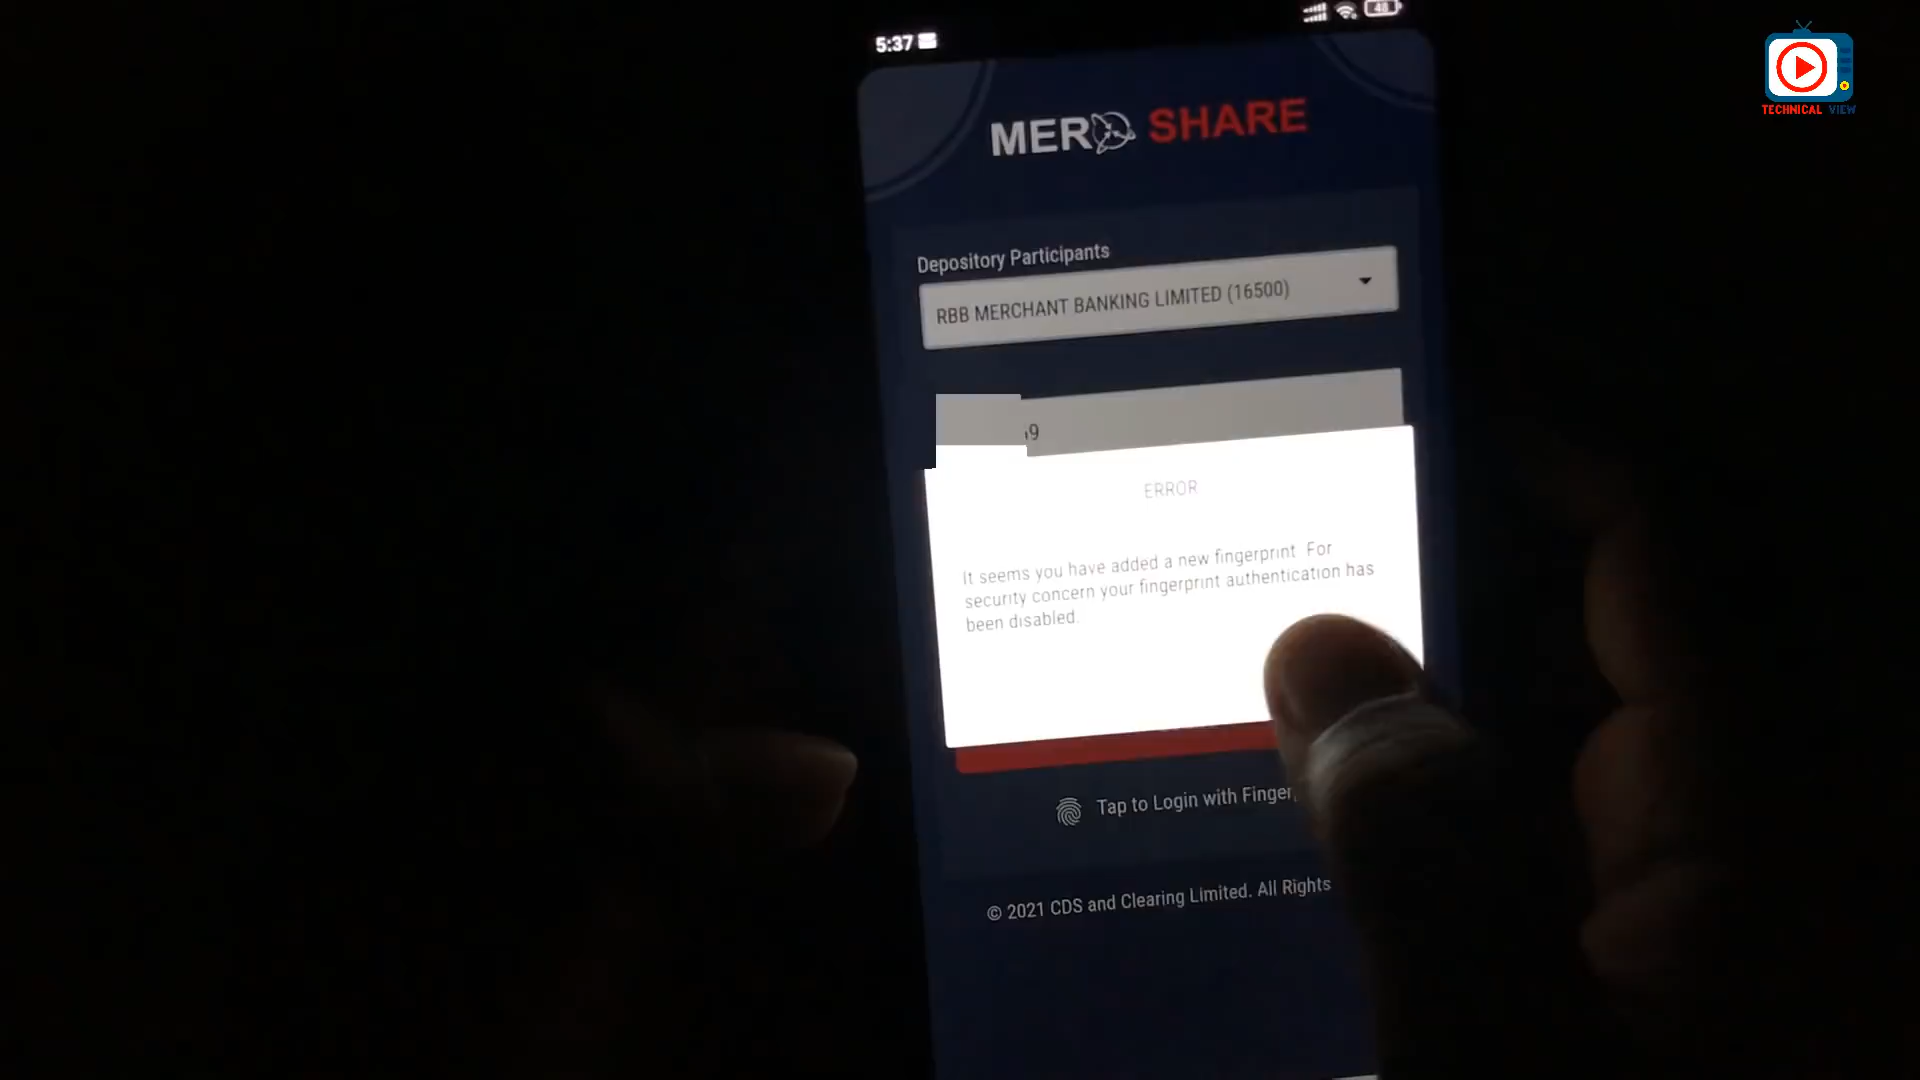 5:37
48
TECHNICAL VIEW
MERO SHARE
Depository Participants
RBB MERCHANT BANKING LIMITED (16500)
9
ERROR
It seems you have added a new fingerprint. For
security concern your fingerprint authentication has
been disabled.
Tap to Login with Finger
© 2021 CDS and Clearing Limited. All Rights